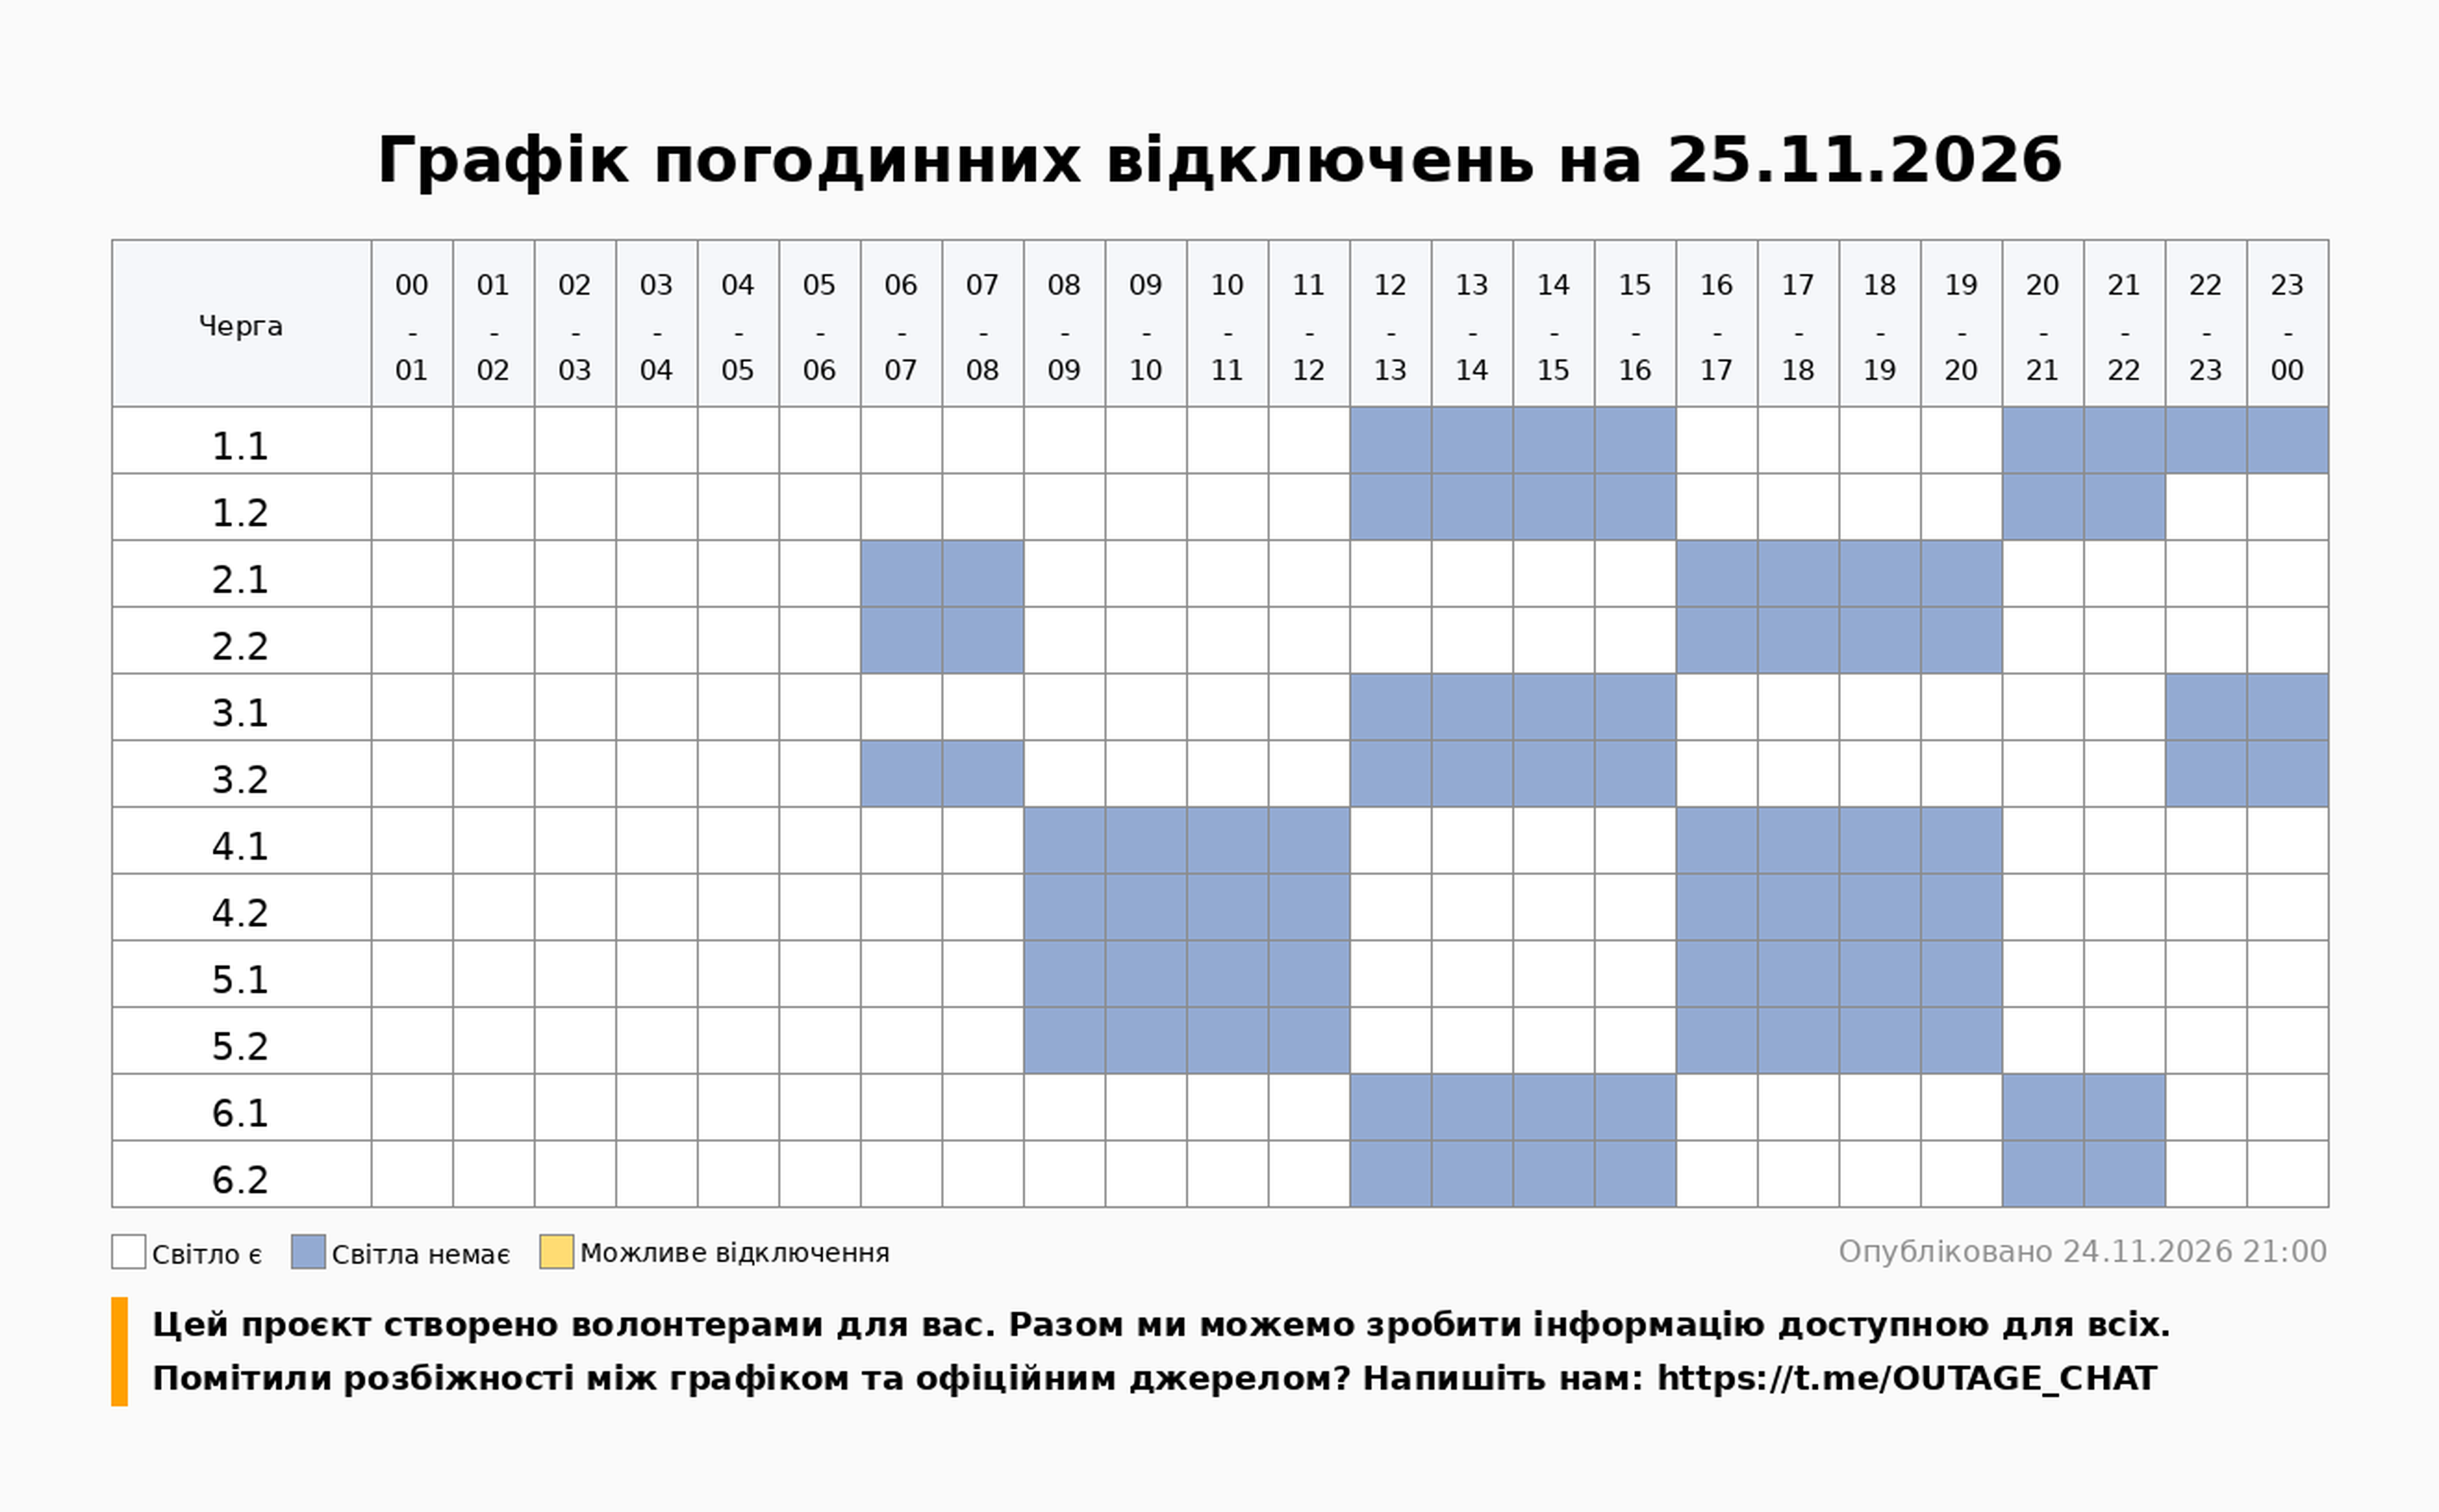 Графік погодинних відключень на 25.11.2026
Черга 00 - 01 01 - 02 02 - 03 03 - 04 04 - 05 05 - 06 06 - 07 07 - 08 08 - 09 09 - 10 10 - 11 11 - 12 12 - 13 13 - 14 14 - 15 15 - 16 16 - 17 17 - 18 18 - 19 19 - 20 20 - 21 21 - 22 22 - 23 23 - 00
1.1
1.2
2.1
2.2
3.1
3.2
4.1
4.2
5.1
5.2
6.1
6.2
Світло є Світла немає Можливе відключення Опубліковано 24.11.2026 21:00
Цей проєкт створено волонтерами для вас. Разом ми можемо зробити інформацію доступною для всіх.
Помітили розбіжності між графіком та офіційним джерелом? Напишіть нам: https://t.me/OUTAGE_CHAT